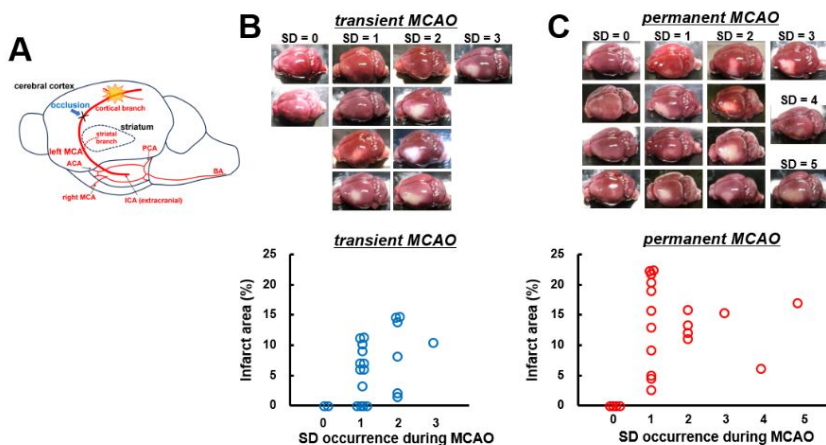 A
cerebral cortex
occlusion
cortical branch
striatum
striatal
branch
left MCA
ACA
PCA
BA
right MCA
ICA (extracranial)
B
transient MCAO
SD = 0 SD = 1 SD = 2 SD = 3
transient MCAO
Infarct area (%)
25
20
15
10
5
0
0 1 2 3
SD occurrence during MCAO
C
permanent MCAO
SD = 0 SD = 1 SD = 2 SD = 3
SD = 4
SD = 5
permanent MCAO
Infarct area (%)
25
20
15
10
5
0
0 1 2 3 4 5
SD occurrence during MCAO